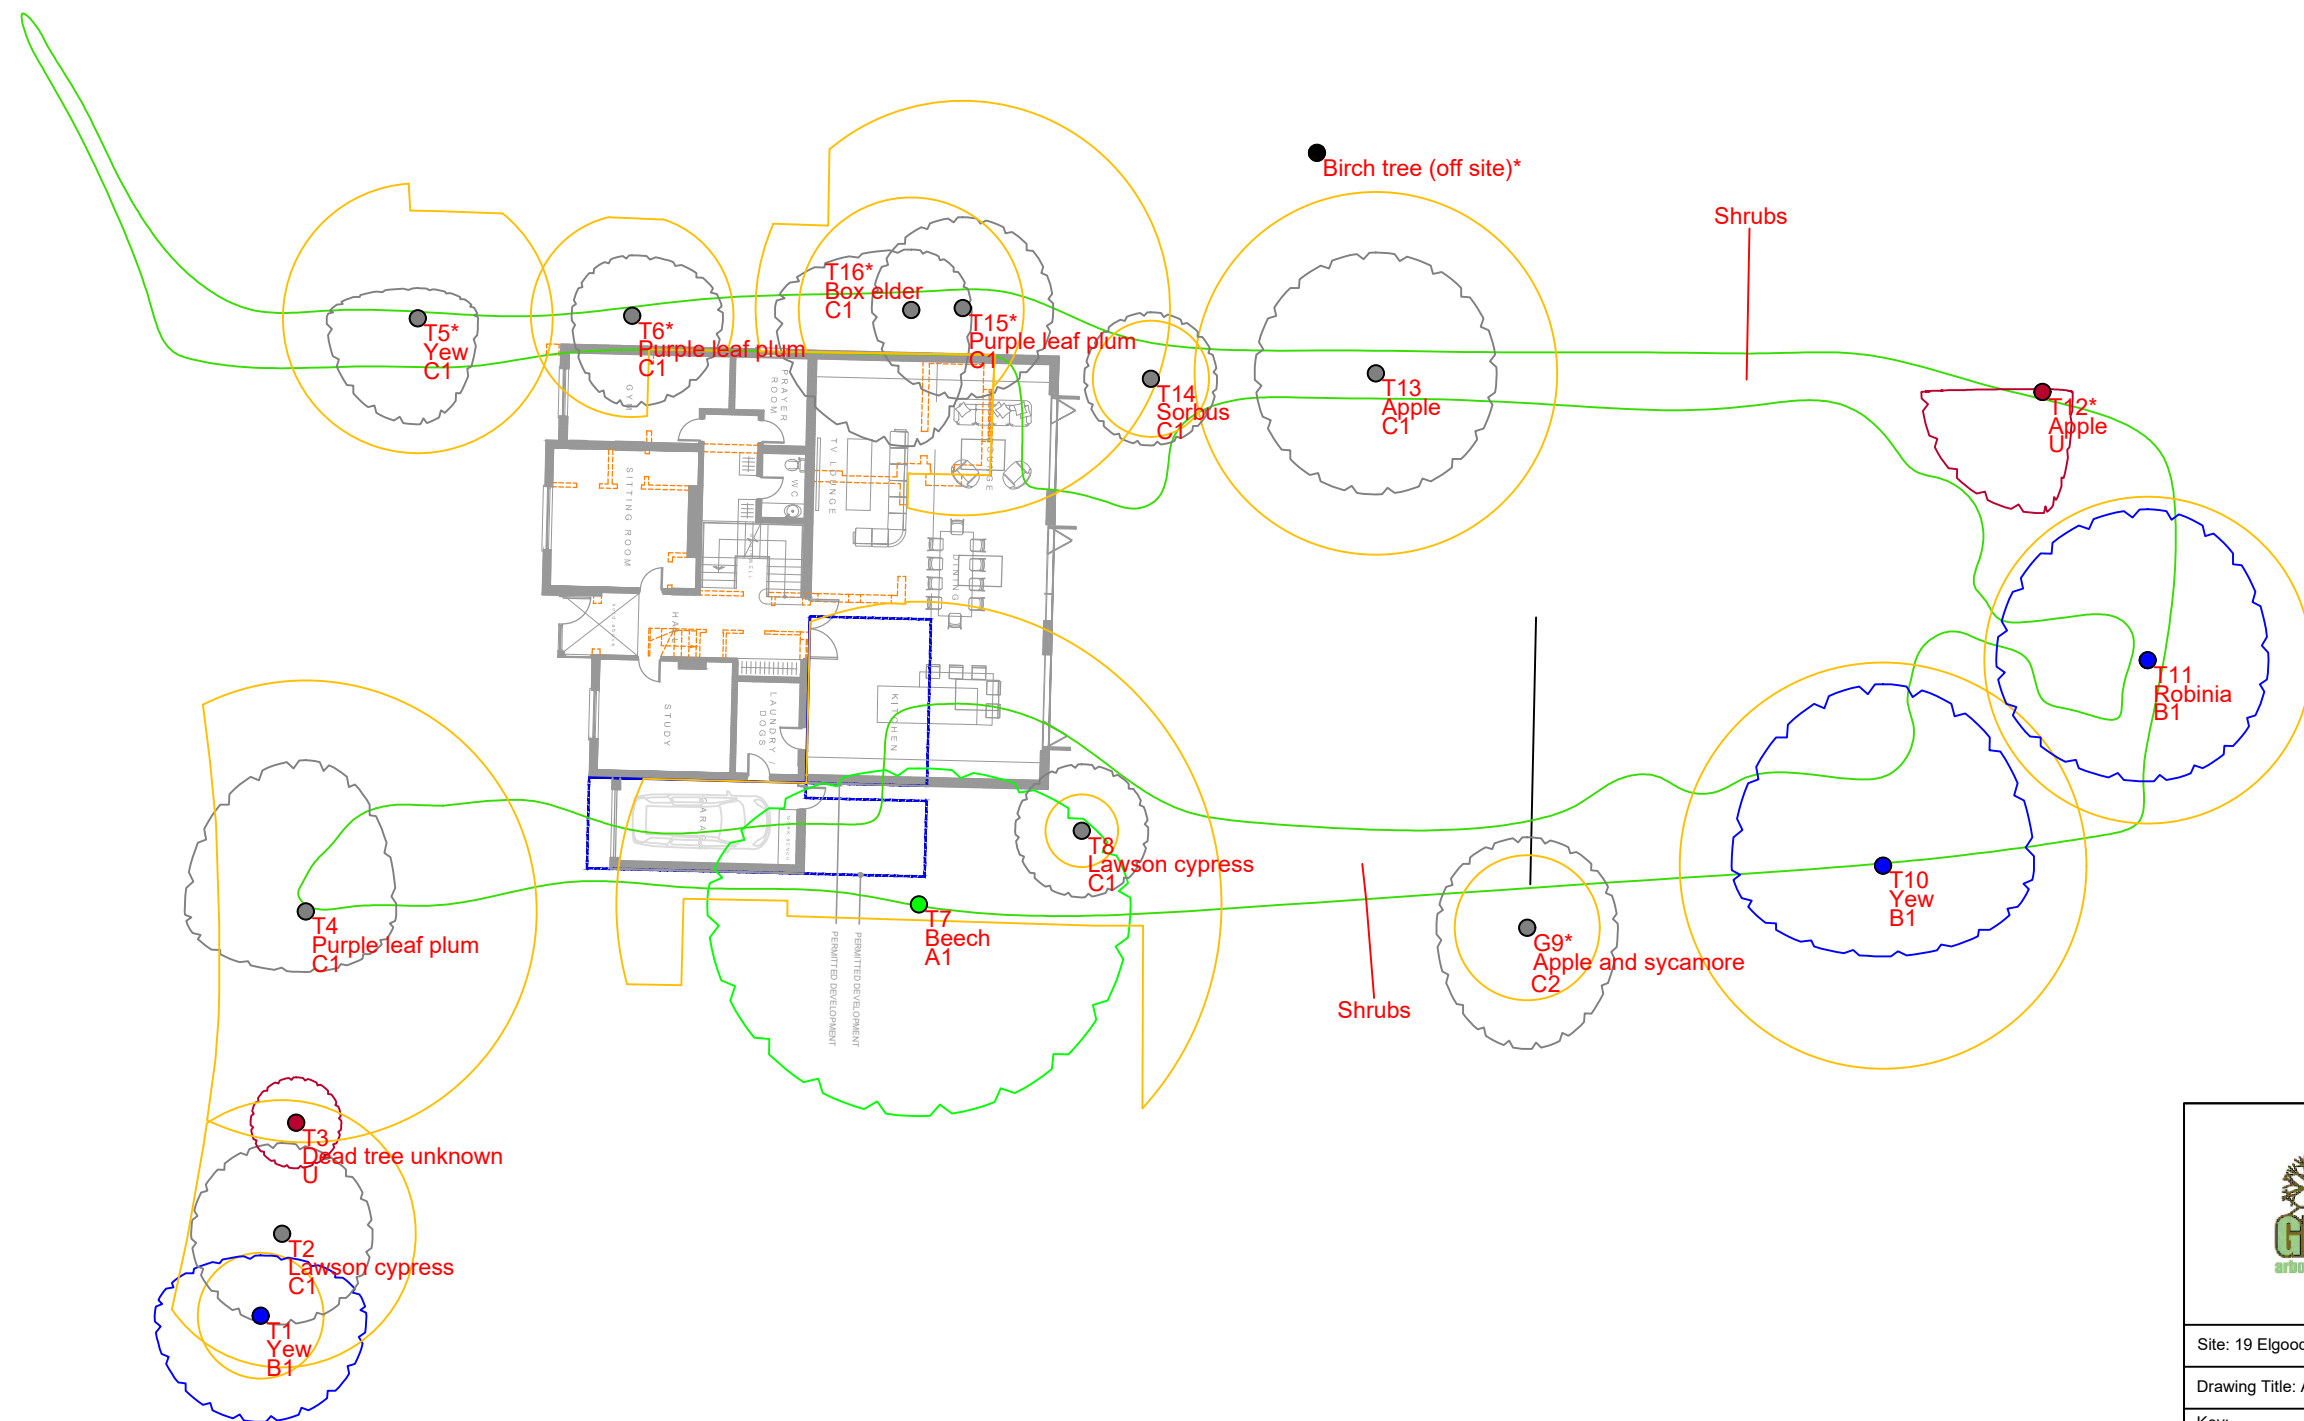 Birch tree (off site)*
Shrubs
T16*
Box elder
C1
T5*
Yew
C1
T6*
Purple leaf plum
C1
T15*
Purple leaf plum
C1
T14
Sorbus
C1
T13
Apple
C1
T12*
Apple
U
GYM
PRAYER
ROOM
SITTING ROOM
TV LOUNGE
WC
DINING
STUDY
LAUNDRY /
DOGS
KITCHEN
T11
Robinia
B1
T8
Lawson cypress
C1
T10
Yew
B1
T4
Purple leaf plum
C1
T7
Beech
A1
PERMITTED DEVELOPMENT
PERMITTED DEVELOPMENT
G9*
Apple and sycamore
C2
Shrubs
T3
Dead tree unknown
U
T2
Lawson cypress
C1
T1
Yew
B1
Site: 19 Elgood
Drawing Title: